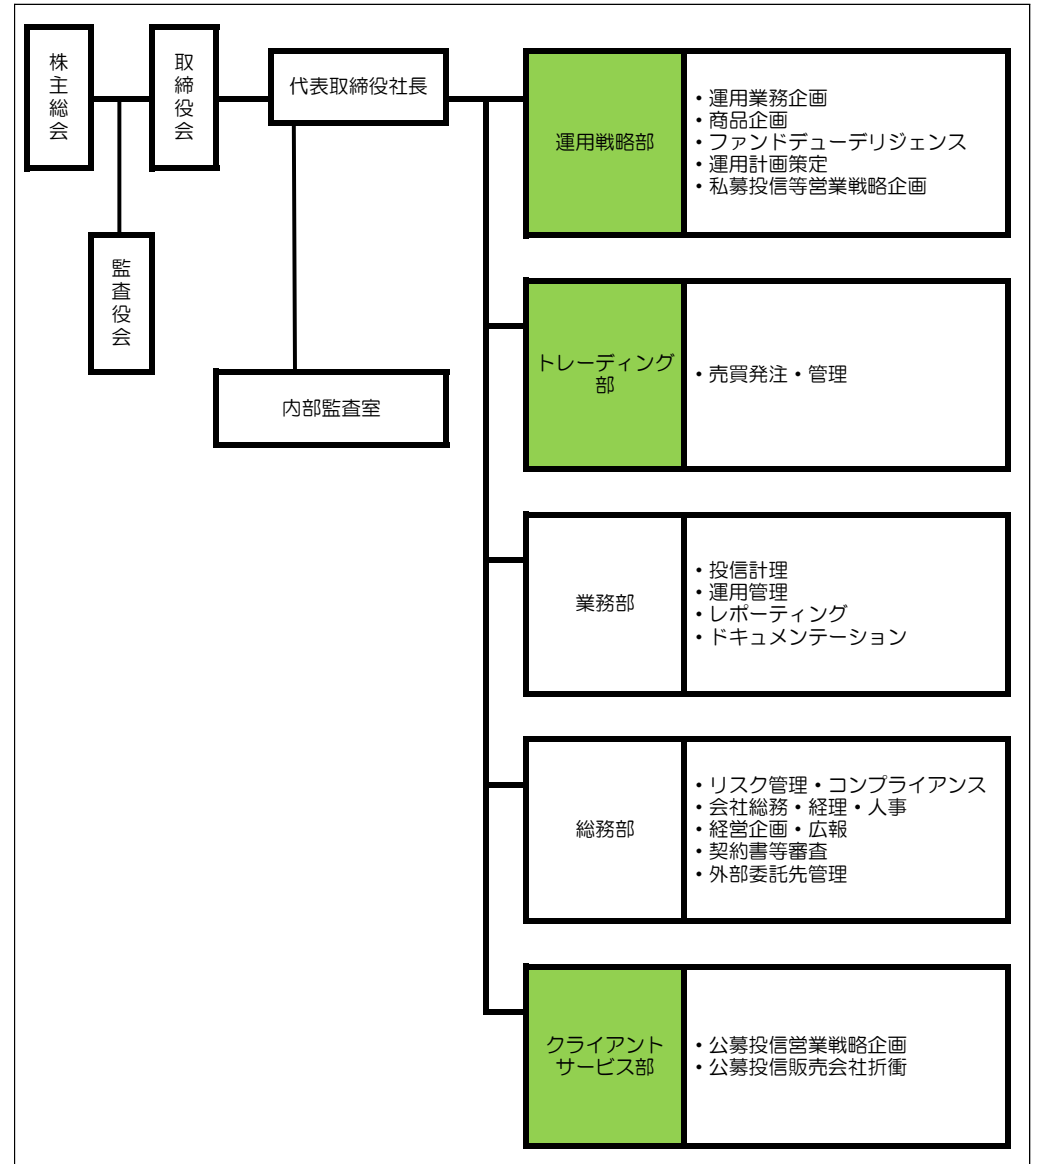 株主総会
取締役会
代表取締役社長
監査役会
内部監査室
運用戦略部
・運用業務企画
・商品企画
・ファンドデューデリジェンス
・運用計画策定
・私募投信等営業戦略企画
トレーディング
部
・売買発注・管理
業務部
・投信計理
・運用管理
・レポーティング
・ドキュメンテーション
総務部
・リスク管理・コンプライアンス
・会社総務・経理・人事
・経営企画・広報
・契約書等審査
・外部委託先管理
クライアント
サービス部
・公募投信営業戦略企画
・公募投信販売会社折衝